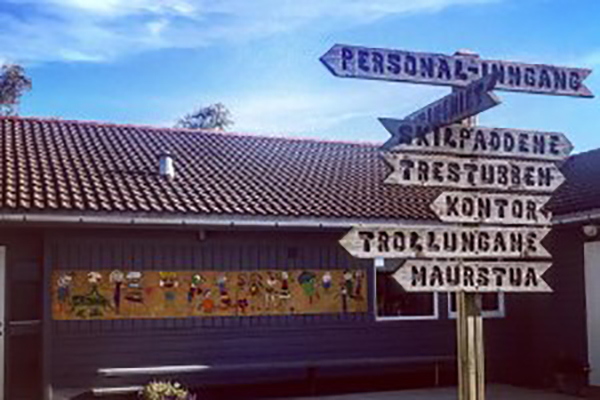 PERSONAL-INNGANG
SKILPADDENE
TRESTUBBEN
KONTOR
TROLLUNGANE
MAURSTUA